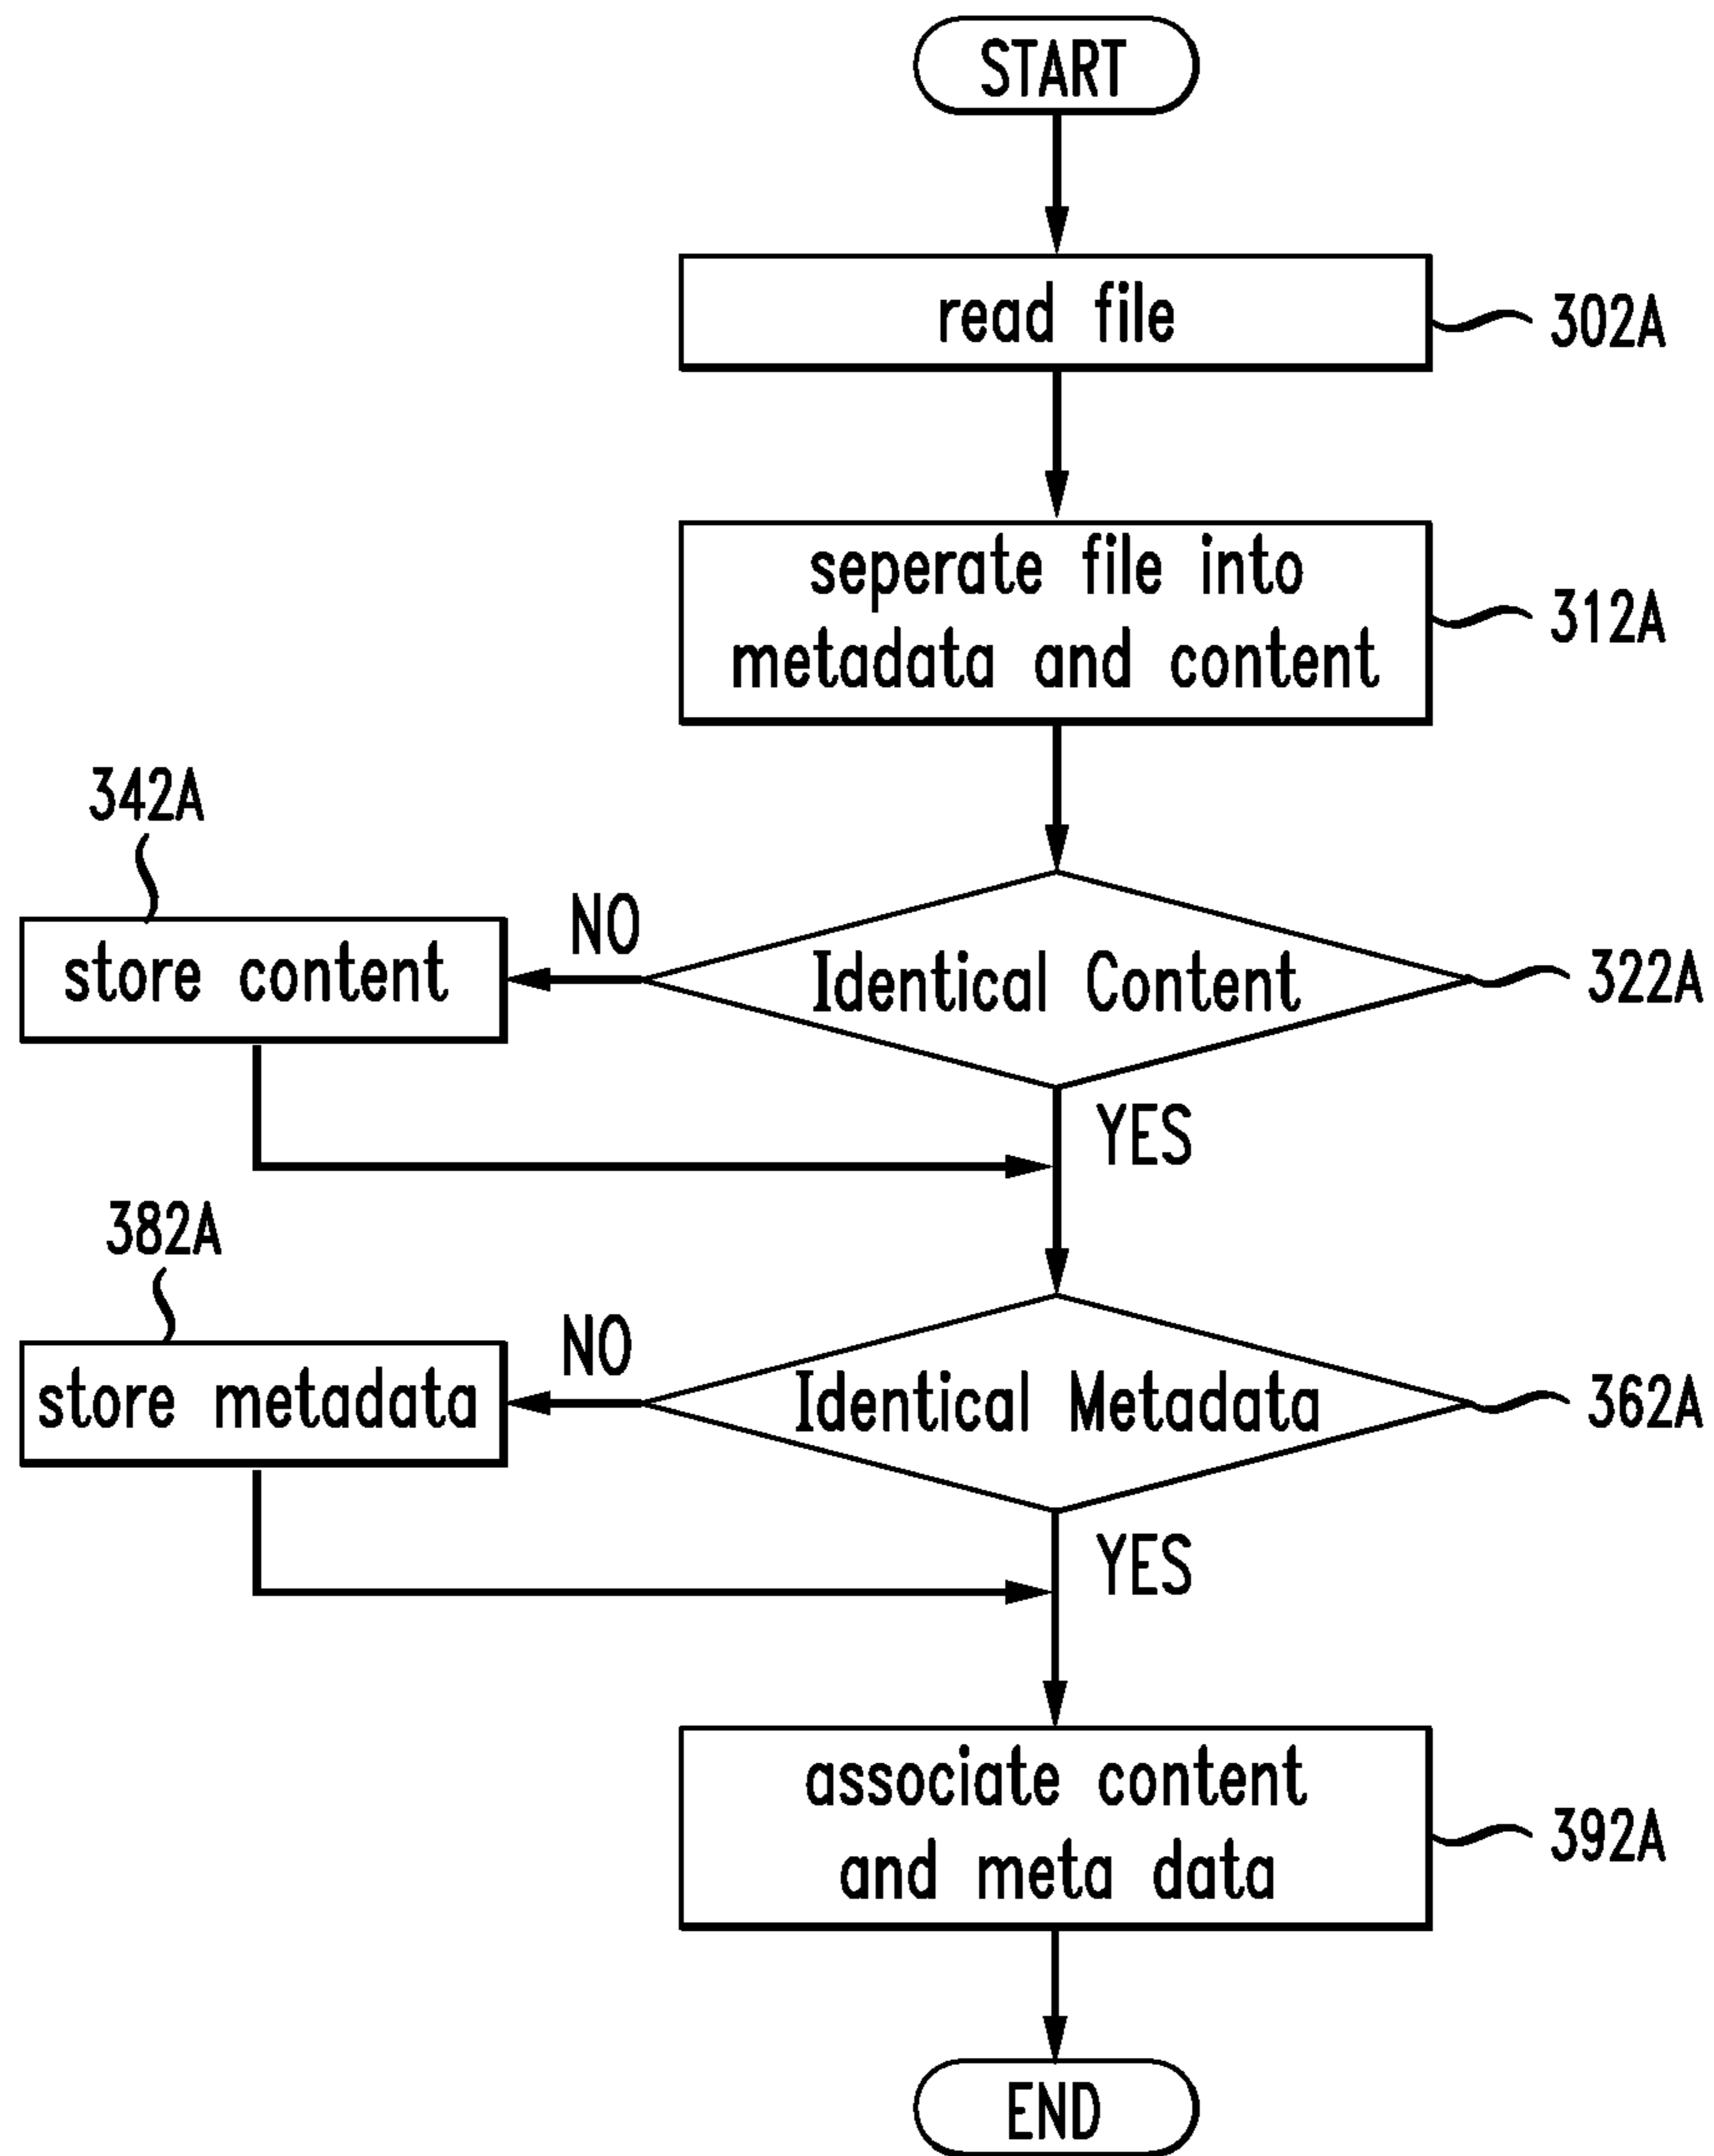 START
read file
302A
seperate file into
metadata and content
312A
342A
store content
NO
Identical Content
322A
YES
382A
store metadata
NO
Identical Metadata
362A
YES
associate content
and meta data
392A
END